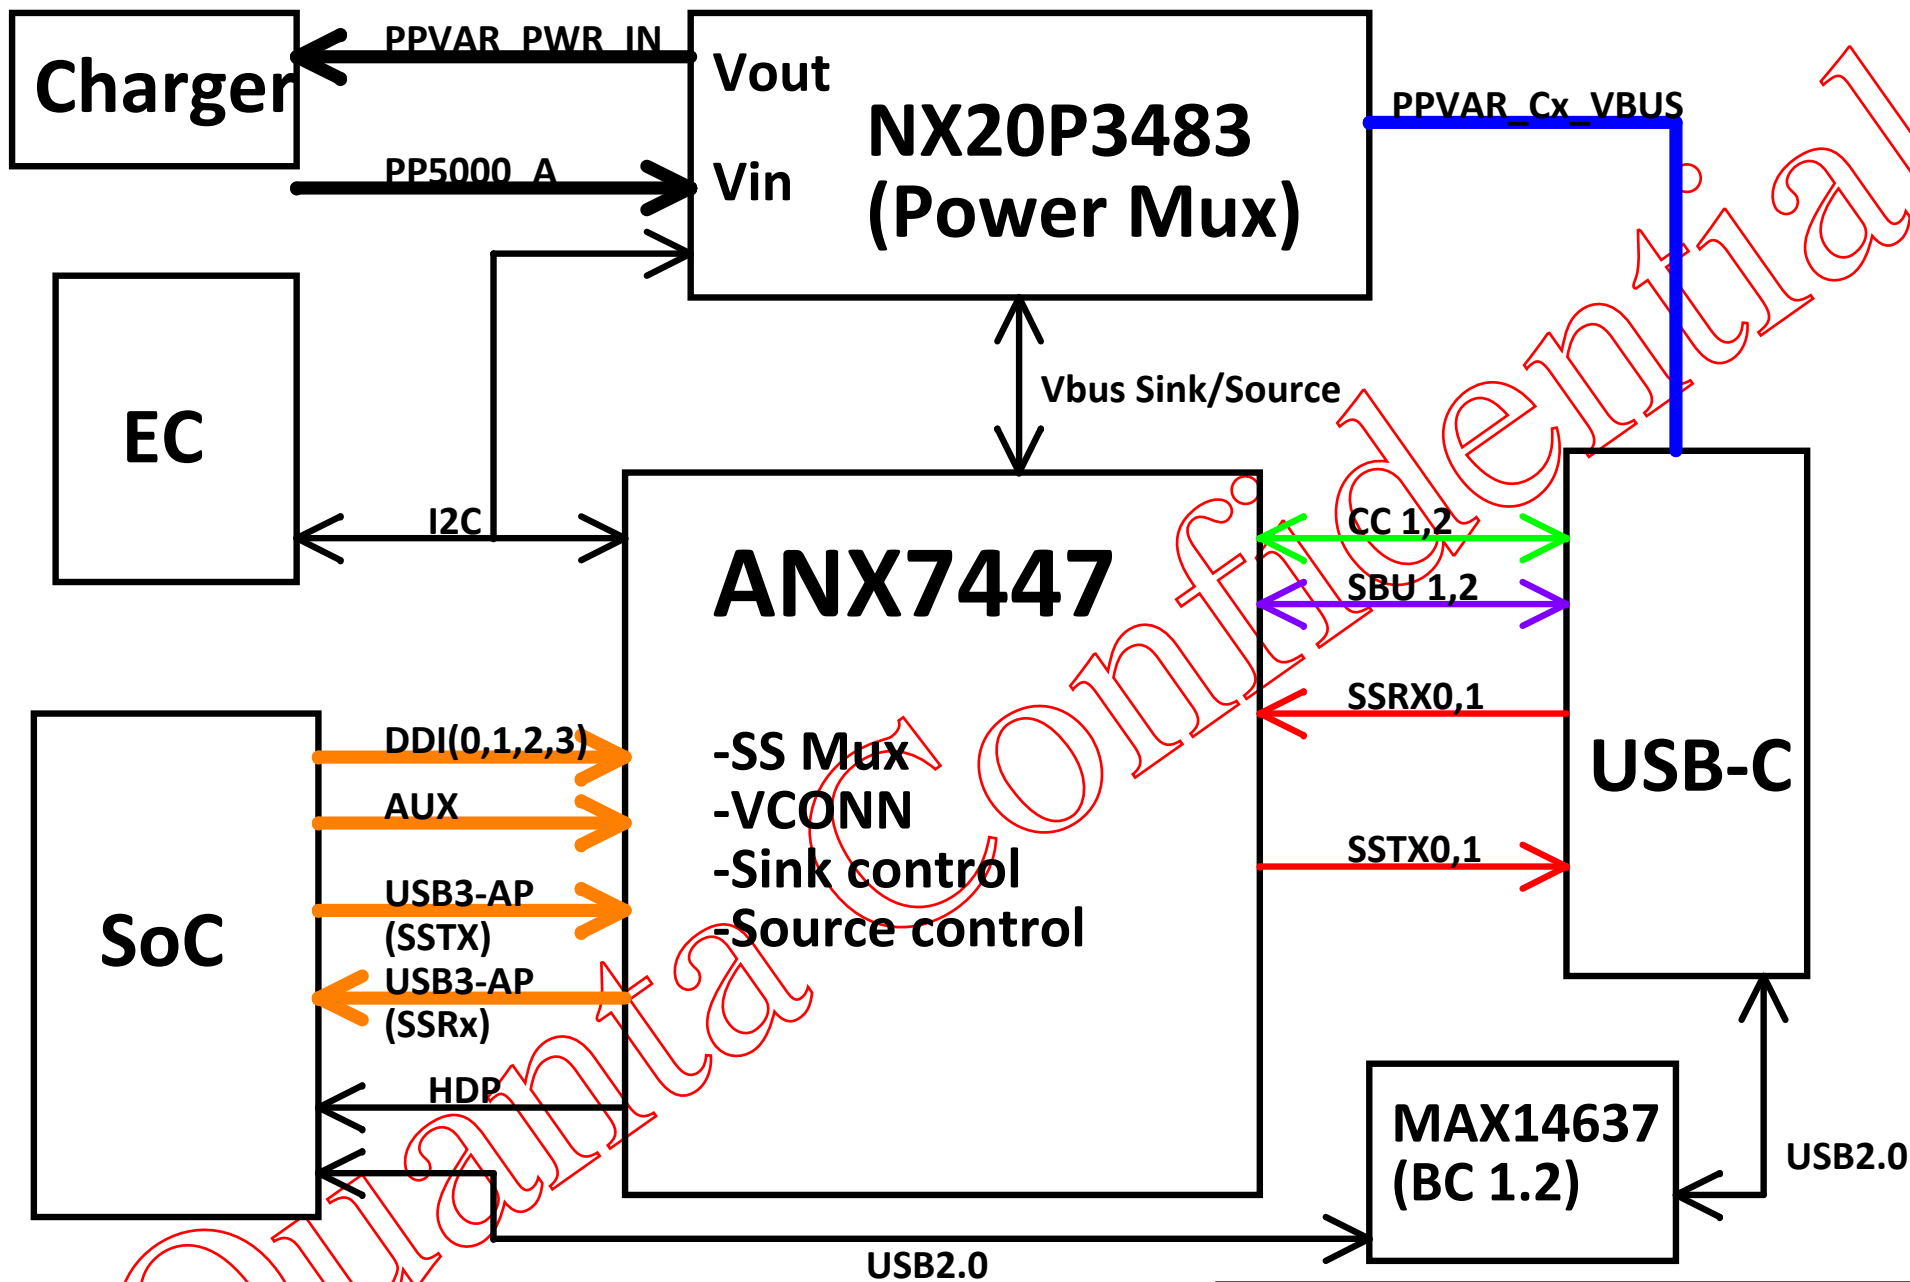 PPVAR_PWR_IN
Charger
Vout
NX20P3483
(Power Mux)
PPVAR_Cx_VBUS
PP5000_A
Vin
EC
Vbus Sink/Source
I2C
ANX7447
CC 1,2
SBU 1,2
SSRX0,1
USB-C
SSTX0,1
DDI(0,1,2,3)
AUX
USB3-AP
(SSTX)
USB3-AP
(SSRx)
SoC
HDP
-SS Mux
-VCONN
-Sink control
-Source control
MAX14637
(BC 1.2)
USB2.0
USB2.0
Quanta Confidential